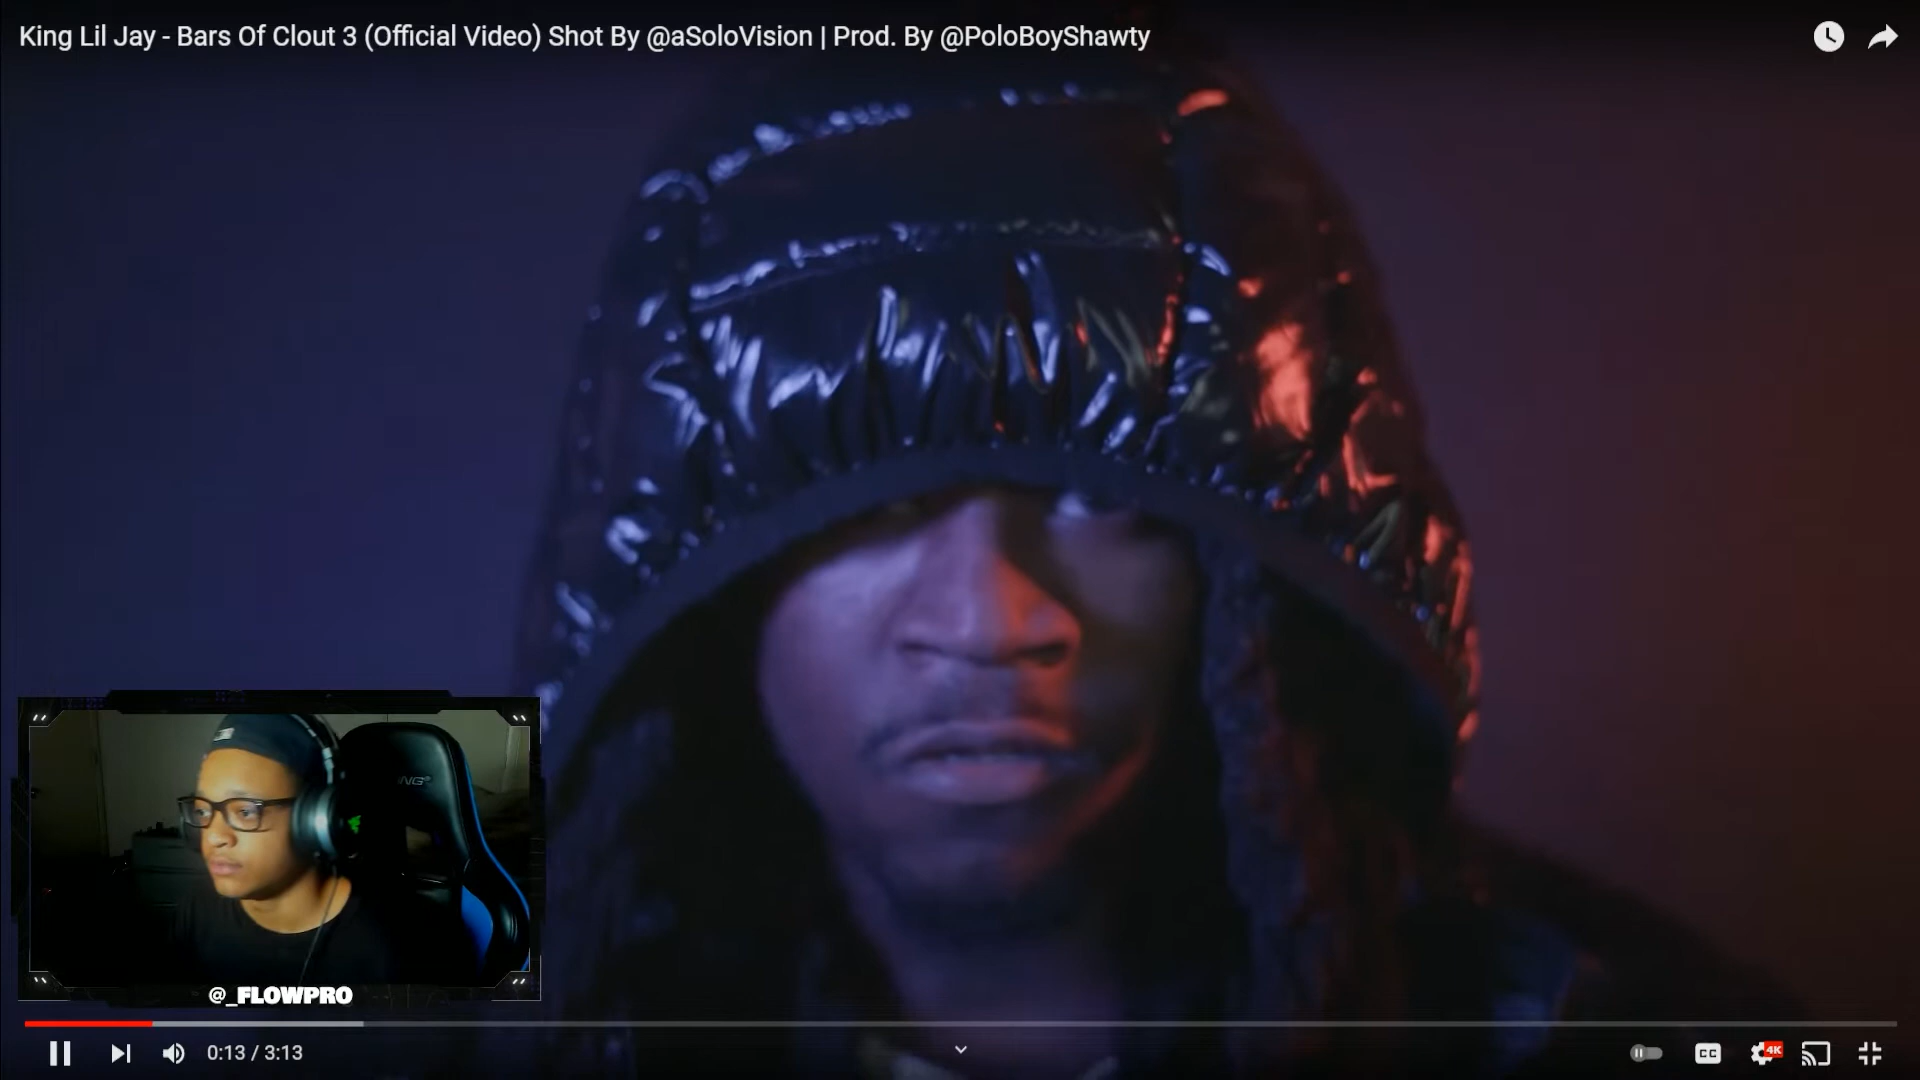 King Lil Jay - Bars Of Clout 3 (Official Video) Shot By @aSoloVision | Prod. By @PoloBoyShawty
NG
@_FLOWPRO
0:13 / 3:13
CC
4K